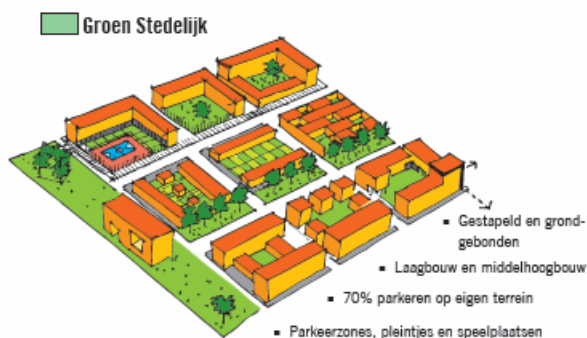 Groen Stedelijk
▪ Gestapeld en grond-
gebonden
▪ Laagbouw en middelhoogbouw
▪ 70% parkeren op eigen terrein
▪ Parkeerzones, pleintjes en speelplaatsen